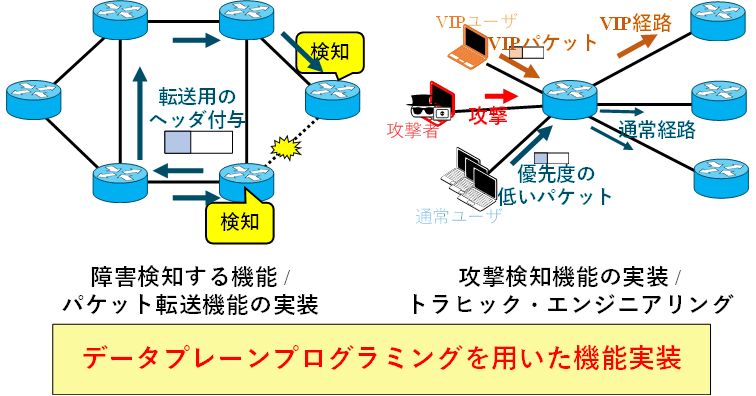 検知
転送用の
ヘッダ付与
検知
障害検知する機能 /
パケット転送機能の実装
VIPユーザ
VIPパケット
VIP経路
攻撃者
攻撃
通常経路
優先度の
低いパケット
通常ユーザ
攻撃検知機能の実装 /
トラヒック・エンジニアリング
データプレーンプログラミングを用いた機能実装